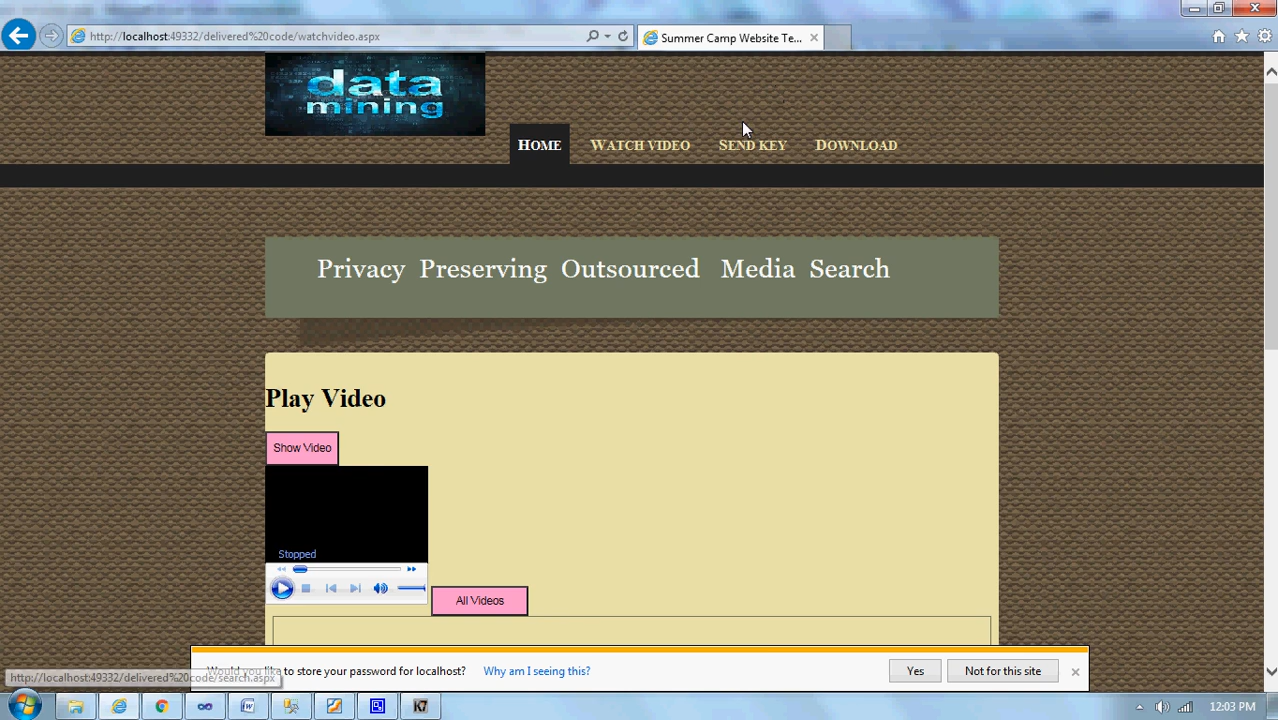 http://localhost:49332/delivered%20code/watchvideo.aspx
Summer Camp Website Te...
data
mining
HOME WATCH VIDEO SEND KEY DOWNLOAD
Privacy Preserving Outsourced Media Search
Play Video
Show Video
Stopped
All Videos
Would you like to store your password for localhost? Why am I seeing this? Yes Not for this site
http://localhost:49332/delivered%20code/search.aspx
12:03 PM